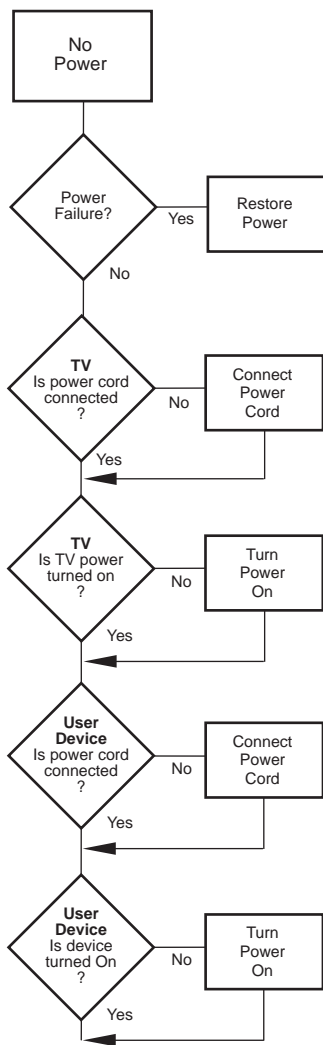 No
Power
Power
Failure?
Yes
Restore
Power
No
TV
Is power cord
connected
?
No
Connect
Power
Cord
Yes
TV
Is TV power
turned on
?
No
Turn
Power
On
Yes
User
Device
Is power cord
connected
?
No
Connect
Power
Cord
Yes
User
Device
Is device
turned On
?
No
Turn
Power
On
Yes